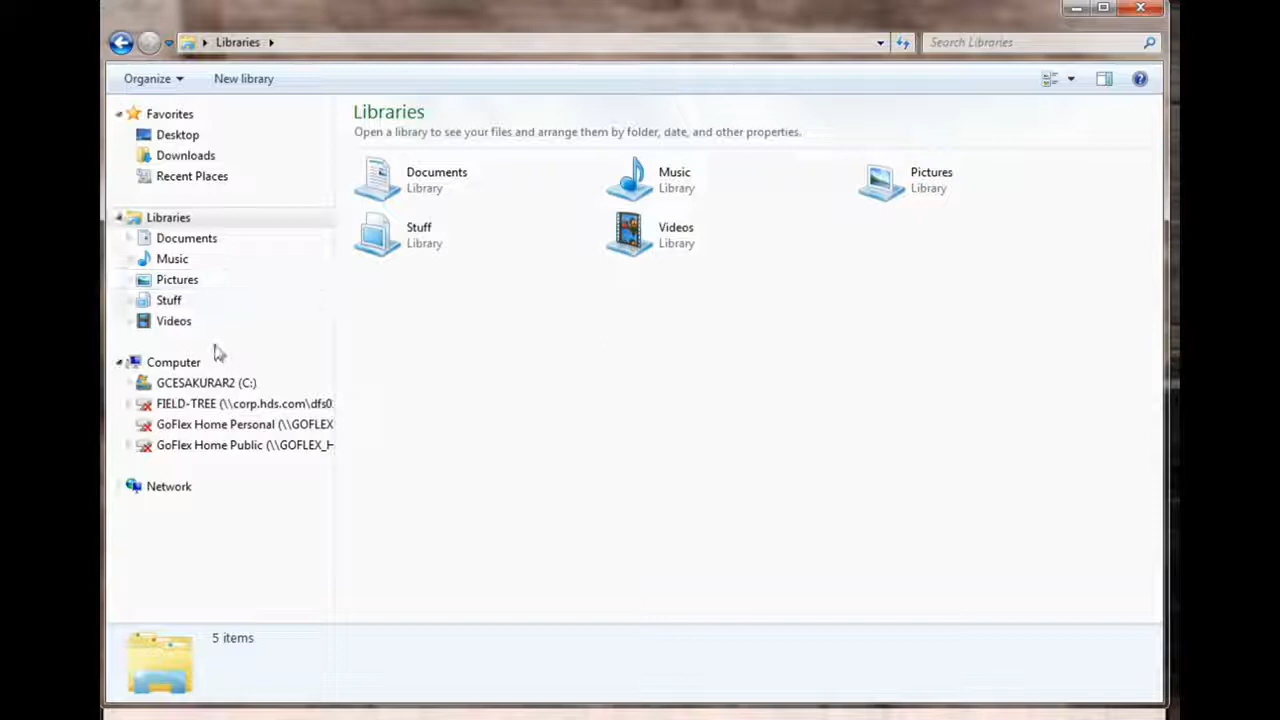 Libraries
Search Libraries
Organize
New library
Favorites
Desktop
Downloads
Recent Places
Libraries
Documents
Music
Pictures
Stuff
Videos
Computer
GCESAKURAR2 (C:)
FIELD-TREE (\\corp.hds.com\dfs0
GoFlex Home Personal (\\GOFLEX
GoFlex Home Public (\\GOFLEX_H
Network
Libraries
Open a library to see your files and arrange them by folder, date, and other properties.
Documents
Library
Music
Library
Pictures
Library
Stuff
Library
Videos
Library
5 items